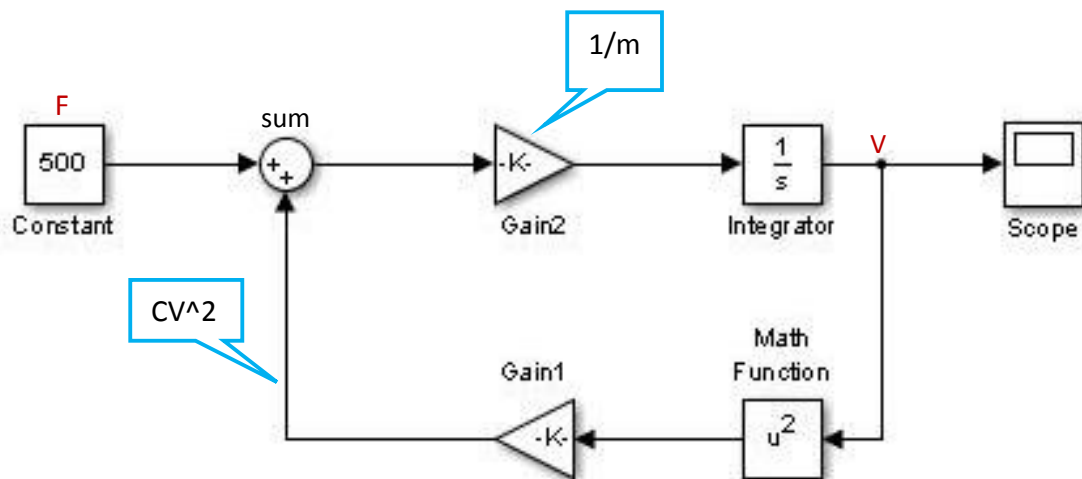 1/m
F
sum
500
+
+
-K-
1
s
V
Constant
Gain2
Integrator
Scope
CV^2
Math
Function
Gain1
-K-
u²